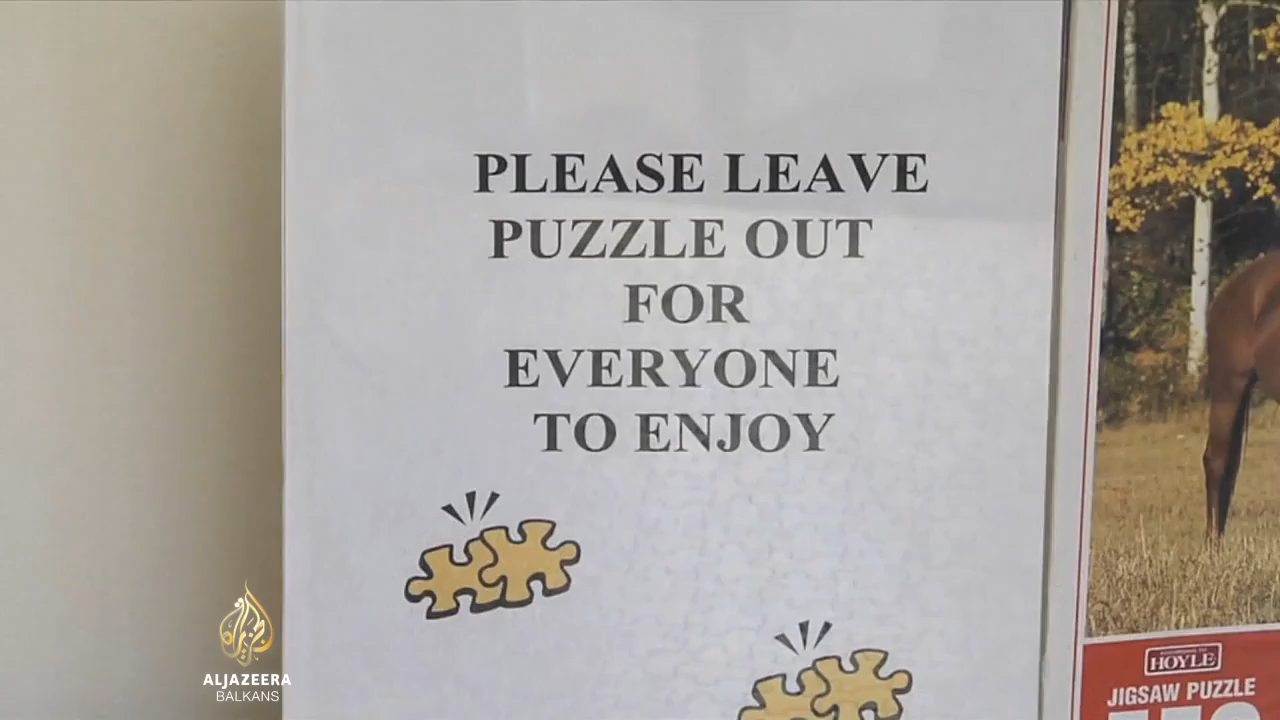 PLEASE LEAVE
PUZZLE OUT
FOR
EVERYONE
TO ENJOY
HOYLE
JIGSAW PUZZLE
ALJAZEERA
BALKANS